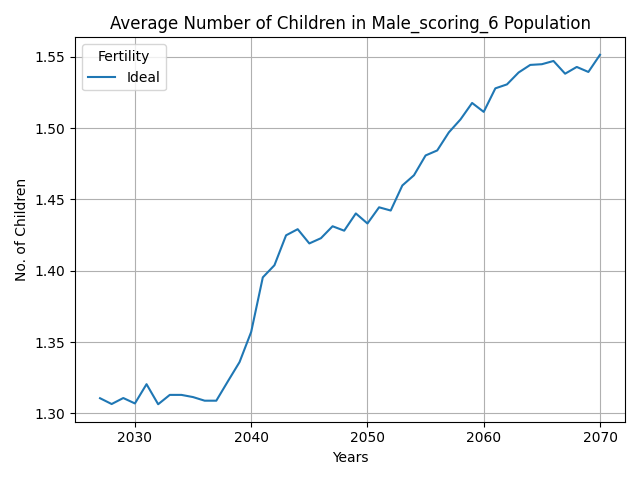 Average Number of Children in Male_scoring_6 Population
Fertility
Ideal
1.55
1.50
1.45
1.40
1.35
1.30
No. of Children
2030 2040 2050 2060 2070
Years